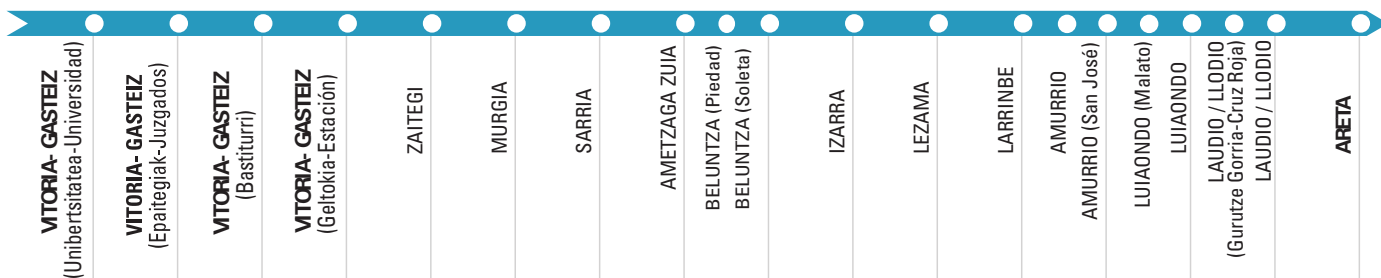 VITORIA- GASTEIZ
(Unibertsitatea-Universidad)
VITORIA- GASTEIZ
(Epaitegiak-Juzgados)
VITORIA- GASTEIZ
(Bastiturri)
VITORIA- GASTEIZ
(Geltokia-Estación)
ZAITEGI
MURGIA
SARRIA
AMETZAGA ZUIA
BELUNTZA (Piedad)
BELUNTZA (Soleta)
IZARRA
LEZAMA
LARRINBE
AMURRIO
AMURRIO (San José)
LUIAONDO (Malato)
LUIAONDO
LAUDIO / LLODIO
(Gurutze Gorria-Cruz Roja)
LAUDIO / LLODIO
ARETA